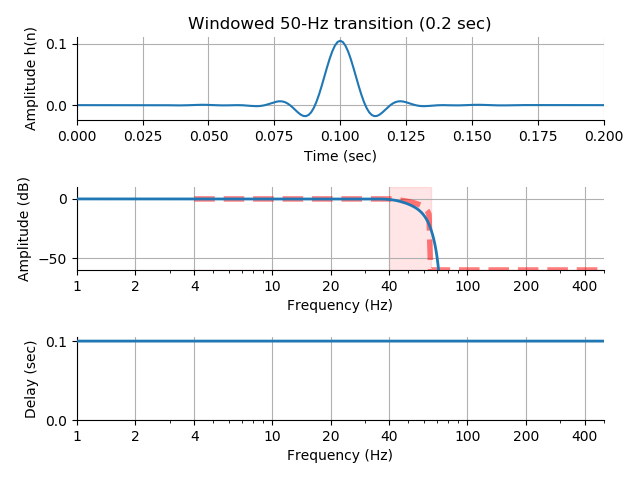 Windowed 50-Hz transition (0.2 sec)
Amplitude h(n)
0.1
0.0
0.000 0.025 0.050 0.075 0.100 0.125 0.150 0.175 0.200
Time (sec)
Amplitude (dB)
0
−50
1 2 4 10 20 40 100 200 400
Frequency (Hz)
Delay (sec)
0.1
0.0
1 2 4 10 20 40 100 200 400
Frequency (Hz)